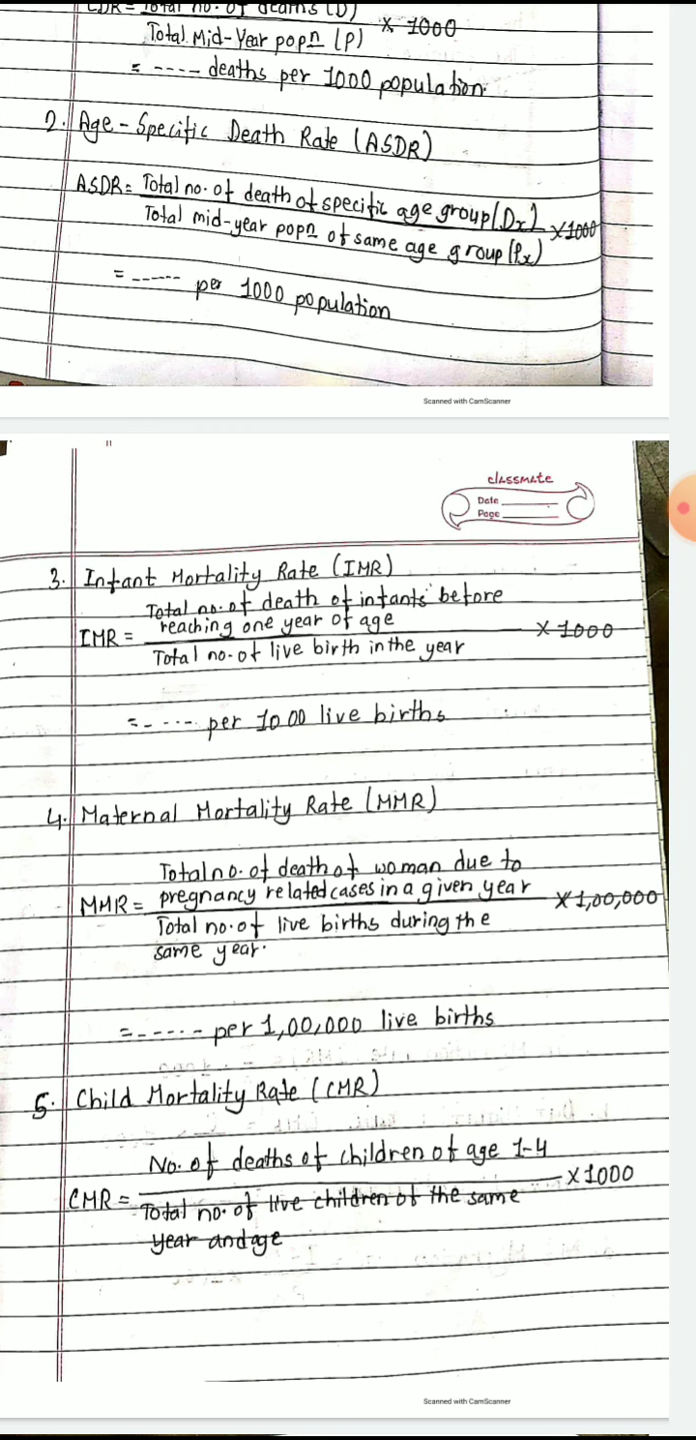 CDR = Total no. of deaths (D) × 1000
Total Mid-Year popn (P)
= ---- deaths per 1000 population.
2. Age-Specific Death Rate (ASDR)
ASDR = Total no. of death of specific age group (Dx) ×1000
Total mid-year popn of same age group (Px)
= ------ per 1000 population
Scanned with CamScanner
classmate
Date
Page
3. Infant Mortality Rate (IMR)
Total no. of death of infants before
IMR = reaching one year of age × 1000
Total no. of live birth in the year
= ----- per 1000 live births
4. Maternal Mortality Rate (MMR)
Total no. of death of woman due to
MMR = pregnancy related cases in a given year × 1,00,000
Total no. of live births during the
same year.
= ------ per 1,00,000 live births
5. Child Mortality Rate (CMR)
No. of deaths of children of age 1-4
CMR = ×1000
Total no. of live children of the same
year and age
Scanned with CamScanner